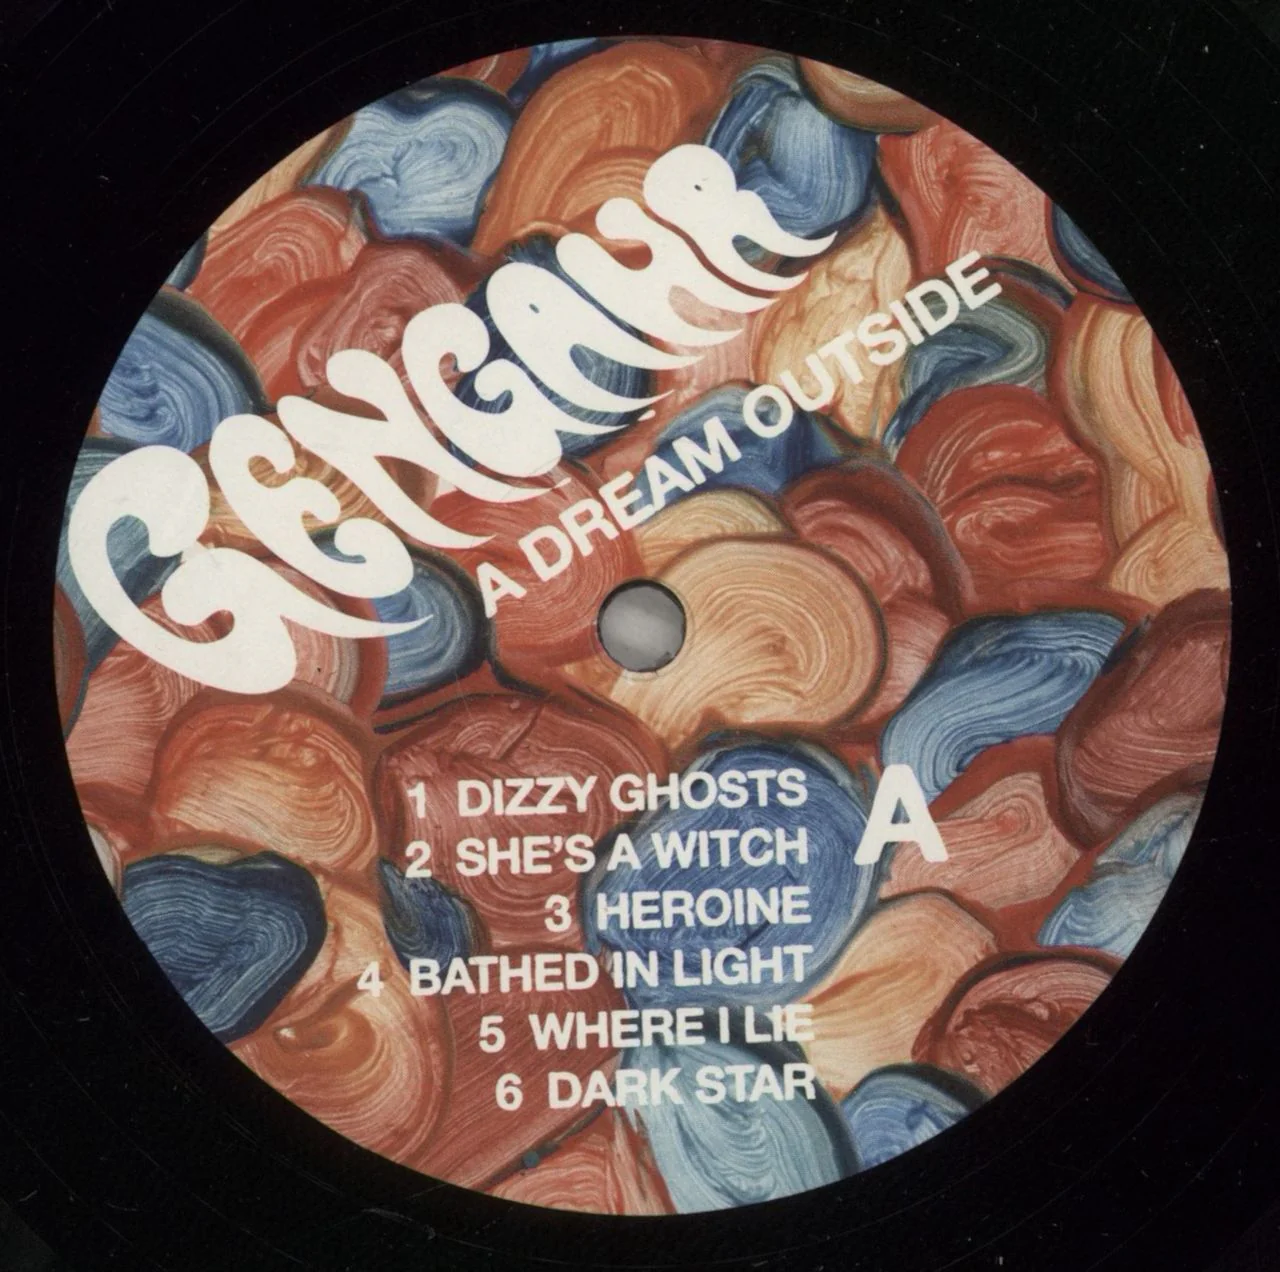 GENGAHR
A DREAM OUTSIDE
1 DIZZY GHOSTS
2 SHE'S A WITCH
3 HEROINE
4 BATHED IN LIGHT
5 WHERE I LIE
6 DARK STAR
A